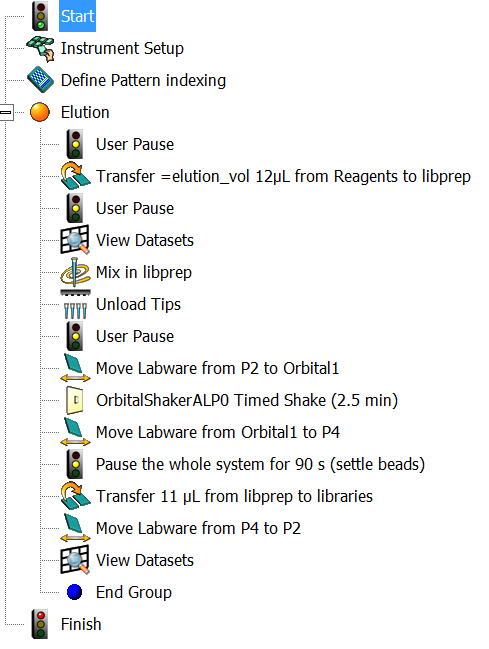 Start
Instrument Setup
Define Pattern indexing
Elution
User Pause
Transfer =elution_vol 12µL from Reagents to libprep
User Pause
View Datasets
Mix in libprep
Unload Tips
User Pause
Move Labware from P2 to Orbital1
OrbitalShakerALP0 Timed Shake (2.5 min)
Move Labware from Orbital1 to P4
Pause the whole system for 90 s (settle beads)
Transfer 11 µL from libprep to libraries
Move Labware from P4 to P2
View Datasets
End Group
Finish